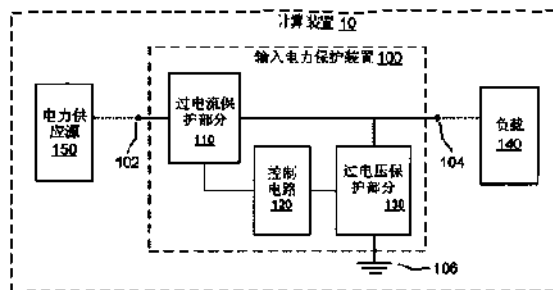 计算装置 10
输入电力保护装置 100
电力供
应源
150
102
过电流保
护部分
110
控制
电路
120
过电压保
护部分
130
104
负载
140
106